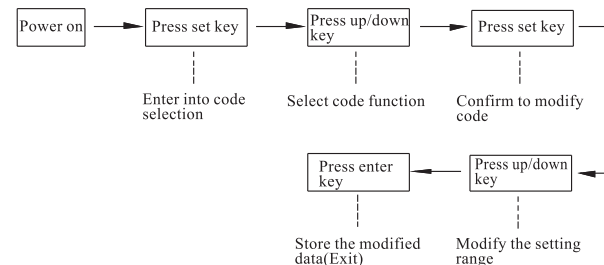 Power on
Press set key
Press up/down
key
Press set key
Enter into code
selection
Select code function
Confirm to modify
code
Press enter
key
Press up/down
key
Store the modified
data(Exit)
Modify the setting
range